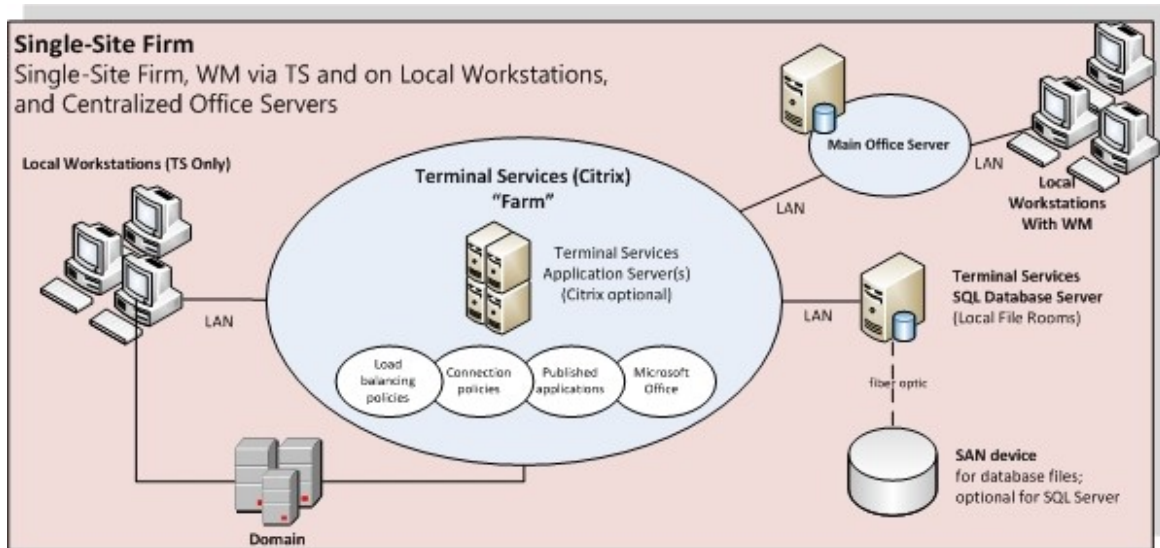 Single-Site Firm
Single-Site Firm, WM via TS and on Local Workstations,
and Centralized Office Servers
Local Workstations (TS Only)
LAN
Terminal Services (Citrix)
"Farm"
Terminal Services
Application Server(s)
(Citrix optional)
Load
balancing
policies
Connection
policies
Published
applications
Microsoft
Office
Main Office Server
LAN
LAN
Local
Workstations
With WM
LAN
Terminal Services
SQL Database Server
(Local File Rooms)
fiber optic
SAN device
for database files;
optional for SQL Server
Domain